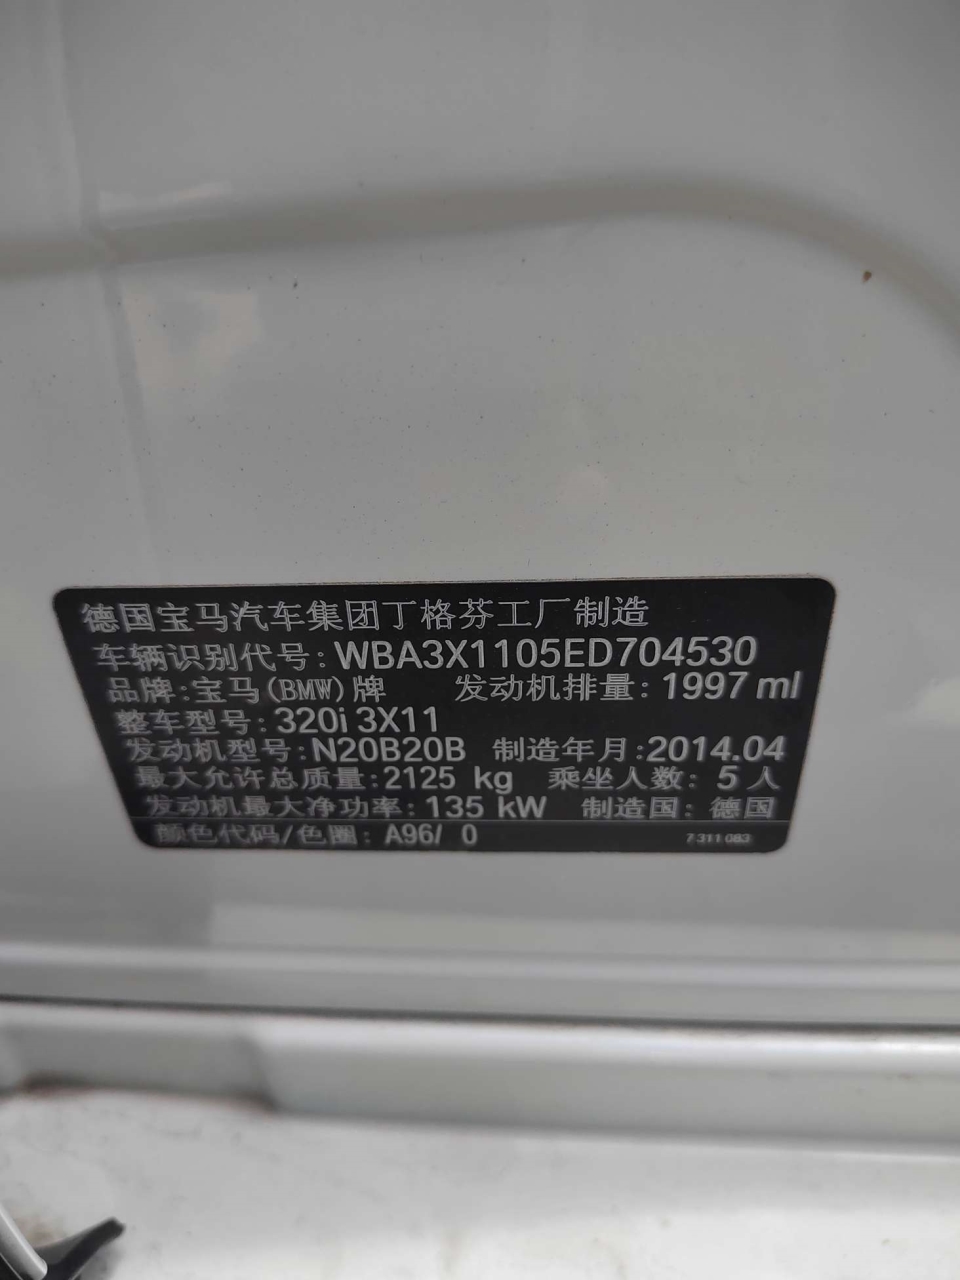 德国宝马汽车集团丁格芬工厂制造
车辆识别代号:WBA3X1105ED704530
品牌:宝马(BMW)牌 发动机排量:1997 ml
整车型号:320i 3X11
发动机型号:N20B20B 制造年月:2014.04
最大允许总质量:2125 kg 乘坐人数:5人
发动机最大净功率:135 kW 制造国:德国
颜色代码/色圈: A96/ 0 7 311 083